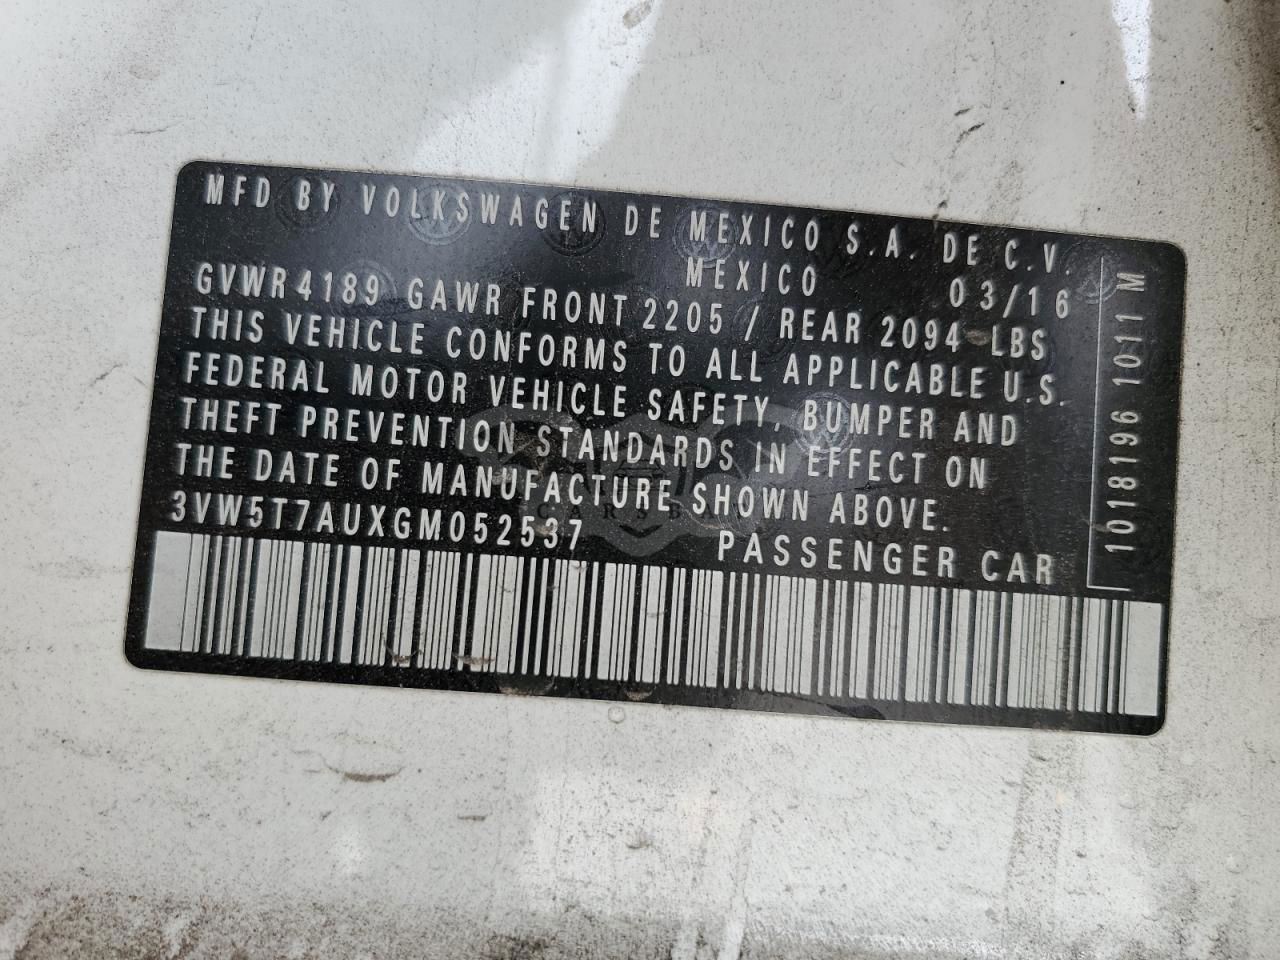 MFD BY VOLKSWAGEN DE MEXICO S.A. DE C.V.
MEXICO 03/16
GVWR 4189 GAWR FRONT 2205 / REAR 2094 LBS
THIS VEHICLE CONFORMS TO ALL APPLICABLE U.S.
FEDERAL MOTOR VEHICLE SAFETY, BUMPER AND
THEFT PREVENTION STANDARDS IN EFFECT ON
THE DATE OF MANUFACTURE SHOWN ABOVE.
3VW5T7AUXGM052537 PASSENGER CAR
1018196 1011 M